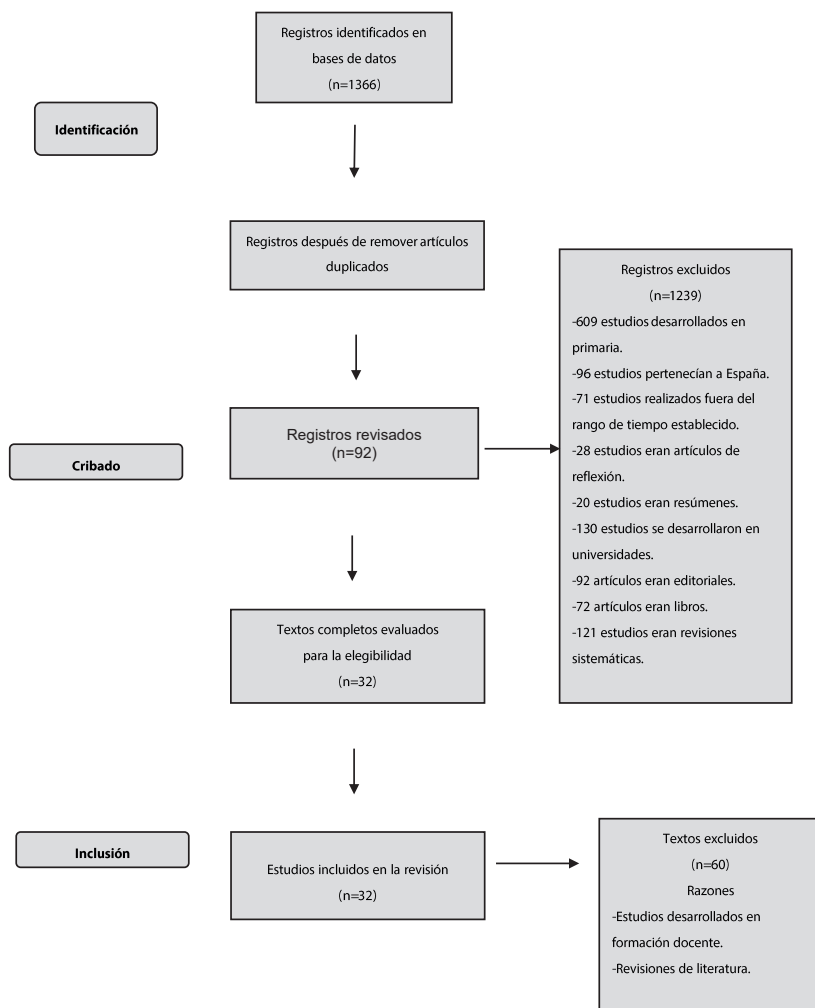 Registros identificados en
bases de datos
(n=1366)
Identificación
Registros después de remover artículos
duplicados
Registros excluidos
(n=1239)
-609 estudios desarrollados en
primaria.
-96 estudios pertenecían a España.
-71 estudios realizados fuera del
rango de tiempo establecido.
-28 estudios eran artículos de
reflexión.
-20 estudios eran resúmenes.
-130 estudios se desarrollaron en
universidades.
-92 artículos eran editoriales.
-72 artículos eran libros.
-121 estudios eran revisiones
sistemáticas.
Registros revisados
(n=92)
Cribado
Textos completos evaluados
para la elegibilidad
(n=32)
Inclusión
Estudios incluidos en la revisión
(n=32)
Textos excluidos
(n=60)
Razones
-Estudios desarrollados en
formación docente.
-Revisiones de literatura.